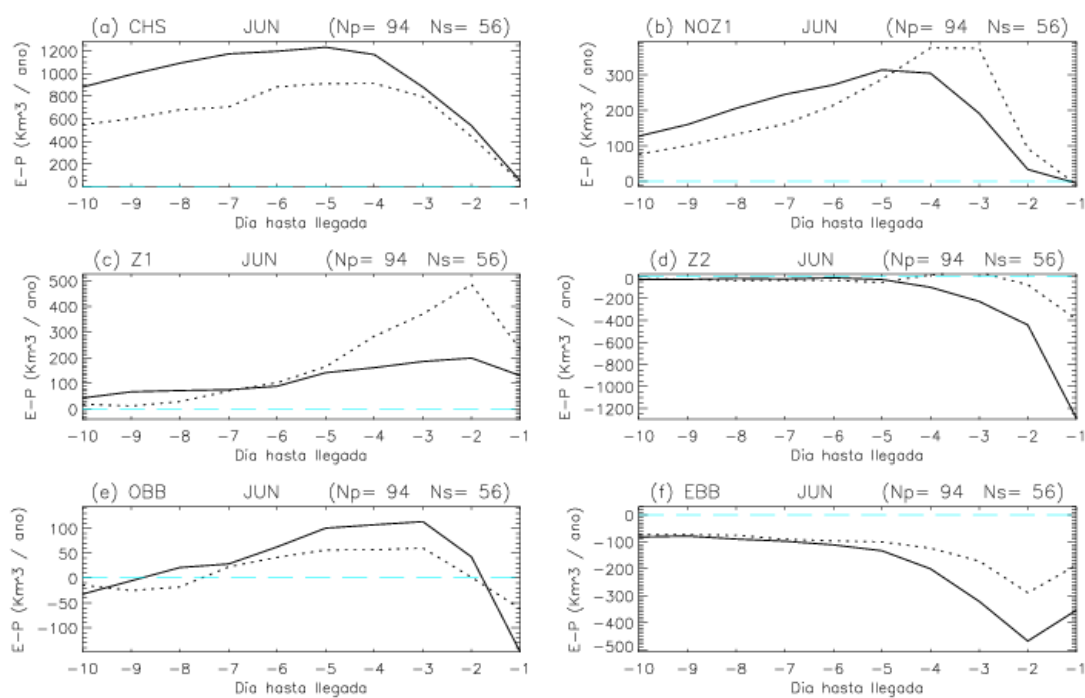 (a) CHS JUN (Np= 94 Ns= 56)
E-P (Km^3 / ano)
1200
1000
800
600
400
200
0
-10 -9 -8 -7 -6 -5 -4 -3 -2 -1
Dia hasta llegada
(b) NOZ1 JUN (Np= 94 Ns= 56)
E-P (Km^3 / ano)
300
200
100
0
-10 -9 -8 -7 -6 -5 -4 -3 -2 -1
Dia hasta llegada
(c) Z1 JUN (Np= 94 Ns= 56)
E-P (Km^3 / ano)
500
400
300
200
100
0
-10 -9 -8 -7 -6 -5 -4 -3 -2 -1
Dia hasta llegada
(d) Z2 JUN (Np= 94 Ns= 56)
E-P (Km^3 / ano)
0
-200
-400
-600
-800
-1000
-1200
-10 -9 -8 -7 -6 -5 -4 -3 -2 -1
Dia hasta llegada
(e) OBB JUN (Np= 94 Ns= 56)
E-P (Km^3 / ano)
100
50
0
-50
-100
-10 -9 -8 -7 -6 -5 -4 -3 -2 -1
Dia hasta llegada
(f) EBB JUN (Np= 94 Ns= 56)
E-P (Km^3 / ano)
0
-100
-200
-300
-400
-500
-10 -9 -8 -7 -6 -5 -4 -3 -2 -1
Dia hasta llegada